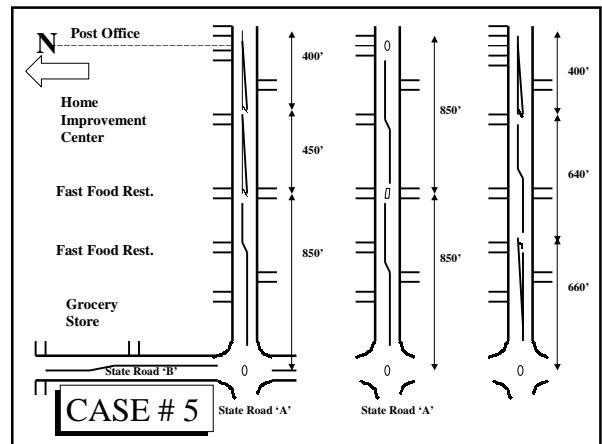 N
Post Office
Home
Improvement
Center
Fast Food Rest.
Fast Food Rest.
Grocery
Store
400'
450'
850'
850'
850'
400'
640'
660'
State Road 'B'
CASE # 5
State Road 'A'
State Road 'A'